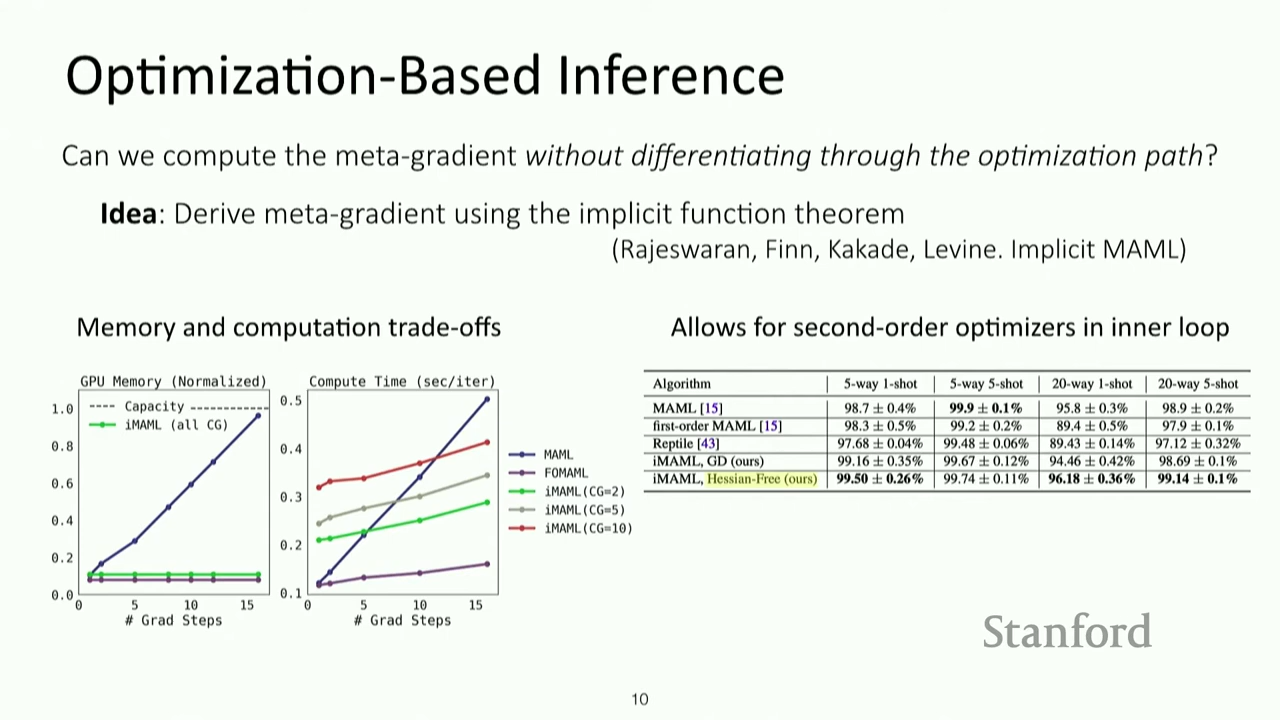 Optimization-Based Inference
Can we compute the meta-gradient without differentiating through the optimization path?
Idea: Derive meta-gradient using the implicit function theorem
(Rajeswaran, Finn, Kakade, Levine. Implicit MAML)
Memory and computation trade-offs
GPU Memory (Normalized)
Capacity
iMAML (all CG)
1.0
0.8
0.6
0.4
0.2
0.0
0 5 10 15
# Grad Steps
Compute Time (sec/iter)
0.5
0.4
0.3
0.2
0.1
0 5 10 15
# Grad Steps
MAML
FOMAML
iMAML(CG=2)
iMAML(CG=5)
iMAML(CG=10)
Allows for second-order optimizers in inner loop
Algorithm 5-way 1-shot 5-way 5-shot 20-way 1-shot 20-way 5-shot
MAML [15] 98.7 ± 0.4% 99.9 ± 0.1% 95.8 ± 0.3% 98.9 ± 0.2%
first-order MAML [15] 98.3 ± 0.5% 99.2 ± 0.2% 89.4 ± 0.5% 97.9 ± 0.1%
Reptile [43] 97.68 ± 0.04% 99.48 ± 0.06% 89.43 ± 0.14% 97.12 ± 0.32%
iMAML, GD (ours) 99.16 ± 0.35% 99.67 ± 0.12% 94.46 ± 0.42% 98.69 ± 0.1%
iMAML, Hessian-Free (ours) 99.50 ± 0.26% 99.74 ± 0.11% 96.18 ± 0.36% 99.14 ± 0.1%
Stanford
10